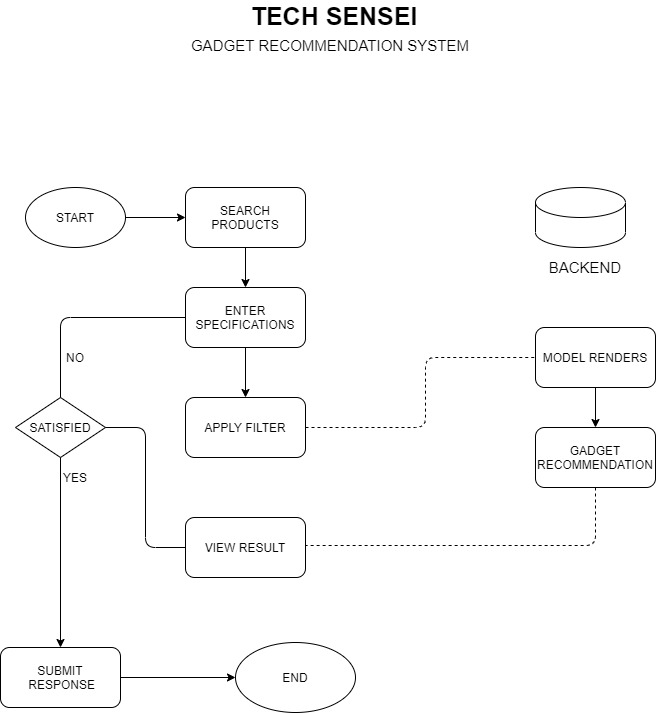 TECH SENSEI
GADGET RECOMMENDATION SYSTEM
START
SEARCH
PRODUCTS
BACKEND
ENTER
SPECIFICATIONS
NO
MODEL RENDERS
SATISFIED
APPLY FILTER
GADGET
RECOMMENDATION
YES
VIEW RESULT
SUBMIT
RESPONSE
END